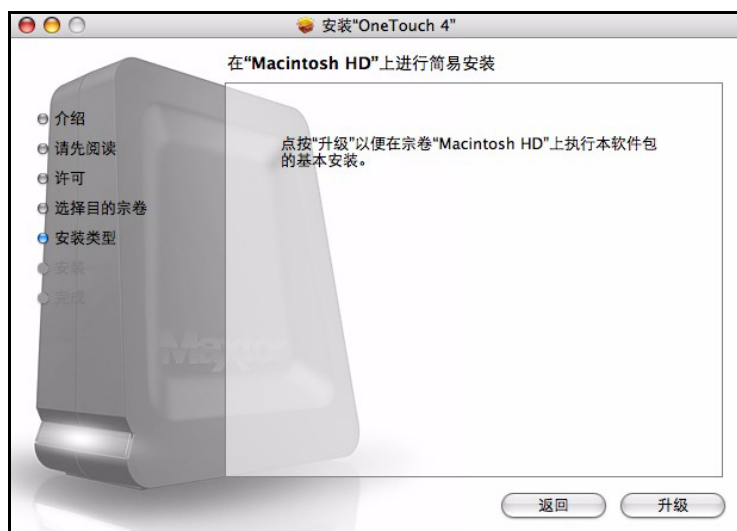 安装“OneTouch 4”
在“Macintosh HD”上进行简易安装
介绍
请先阅读
许可
选择目的宗卷
安装类型
安装
完成
点按“升级”以便在宗卷“Macintosh HD”上执行本软件包
的基本安装。
Maxtor
返回
升级